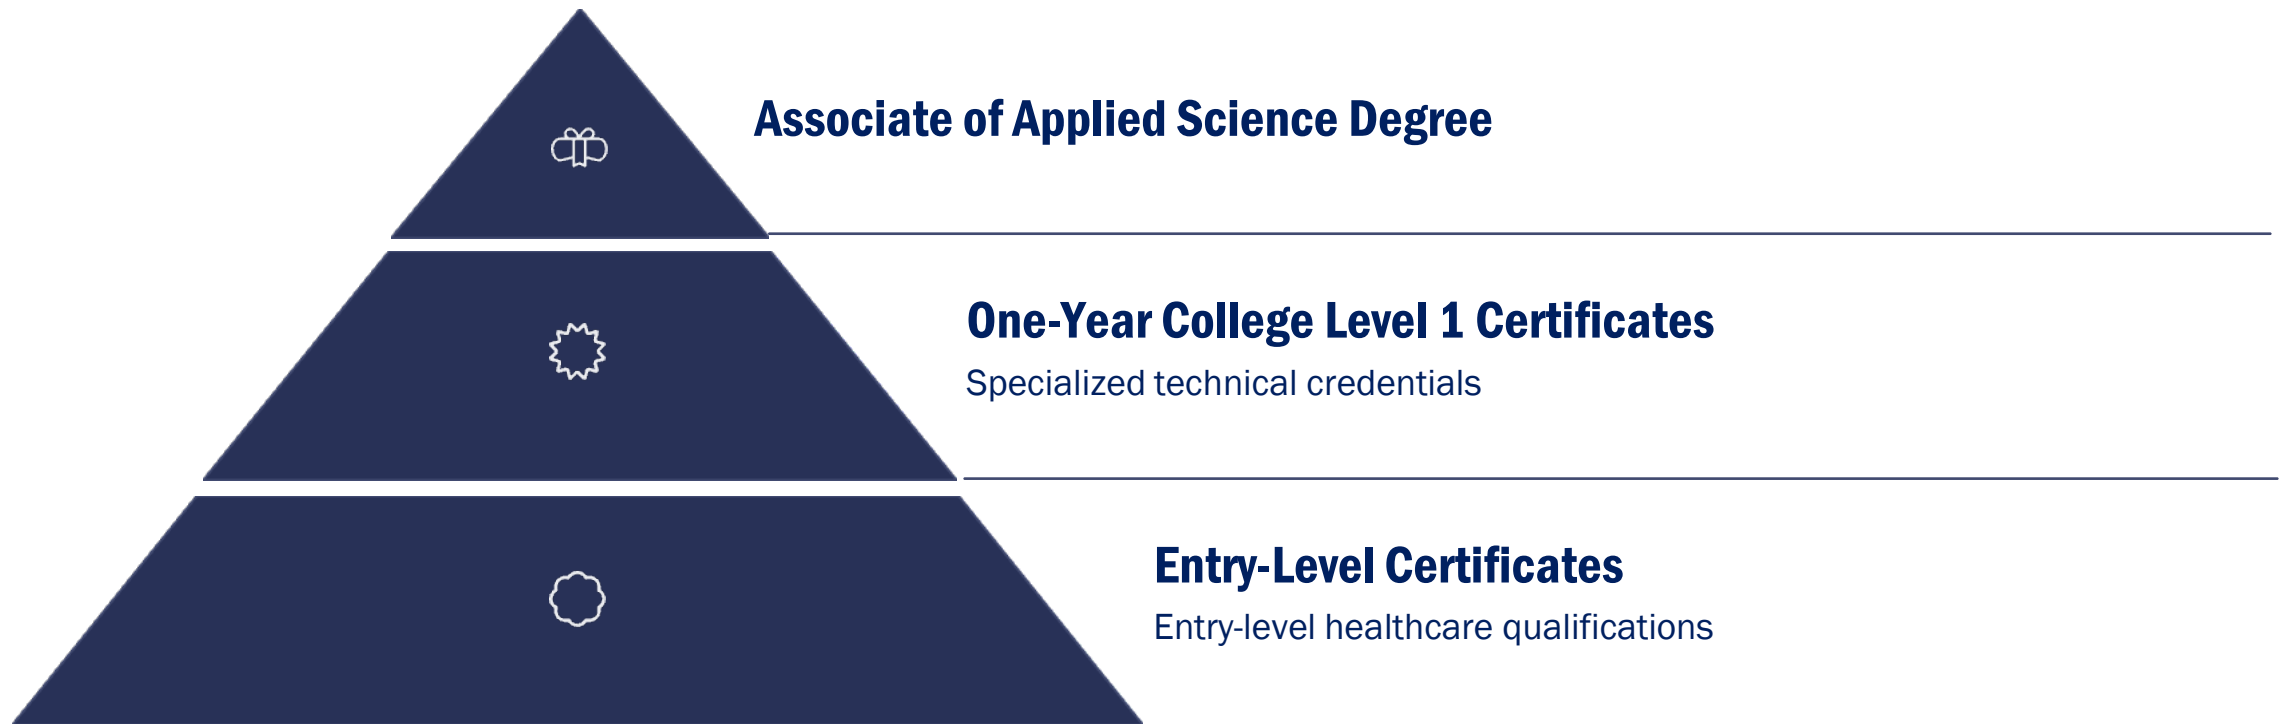 Associate of Applied Science Degree
One-Year College Level 1 Certificates
Specialized technical credentials
Entry-Level Certificates
Entry-level healthcare qualifications